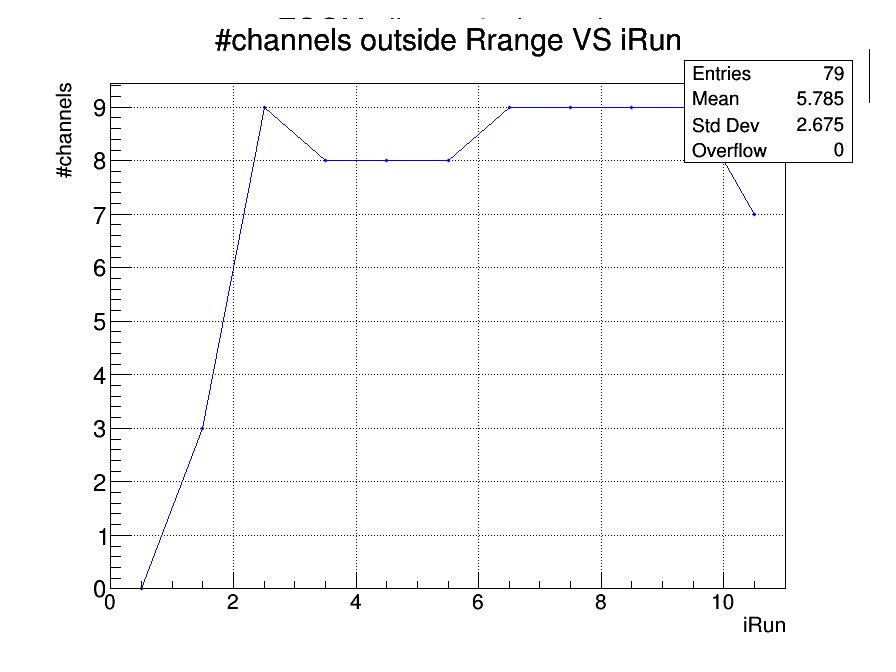 #channels outside Rrange VS iRun
Entries 79
Mean 5.785
Std Dev 2.675
Overflow 0
#channels
9
8
7
6
5
4
3
2
1
0
0 2 4 6 8 10
iRun